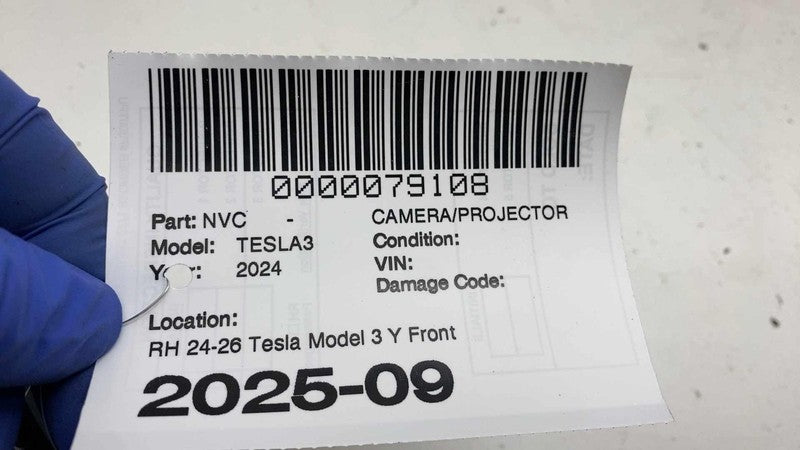 0000079108
Part: NVC - CAMERA/PROJECTOR
Model: TESLA3 Condition:
Year: 2024 VIN:
Damage Code:
Location:
RH 24-26 Tesla Model 3 Y Front
2025-09